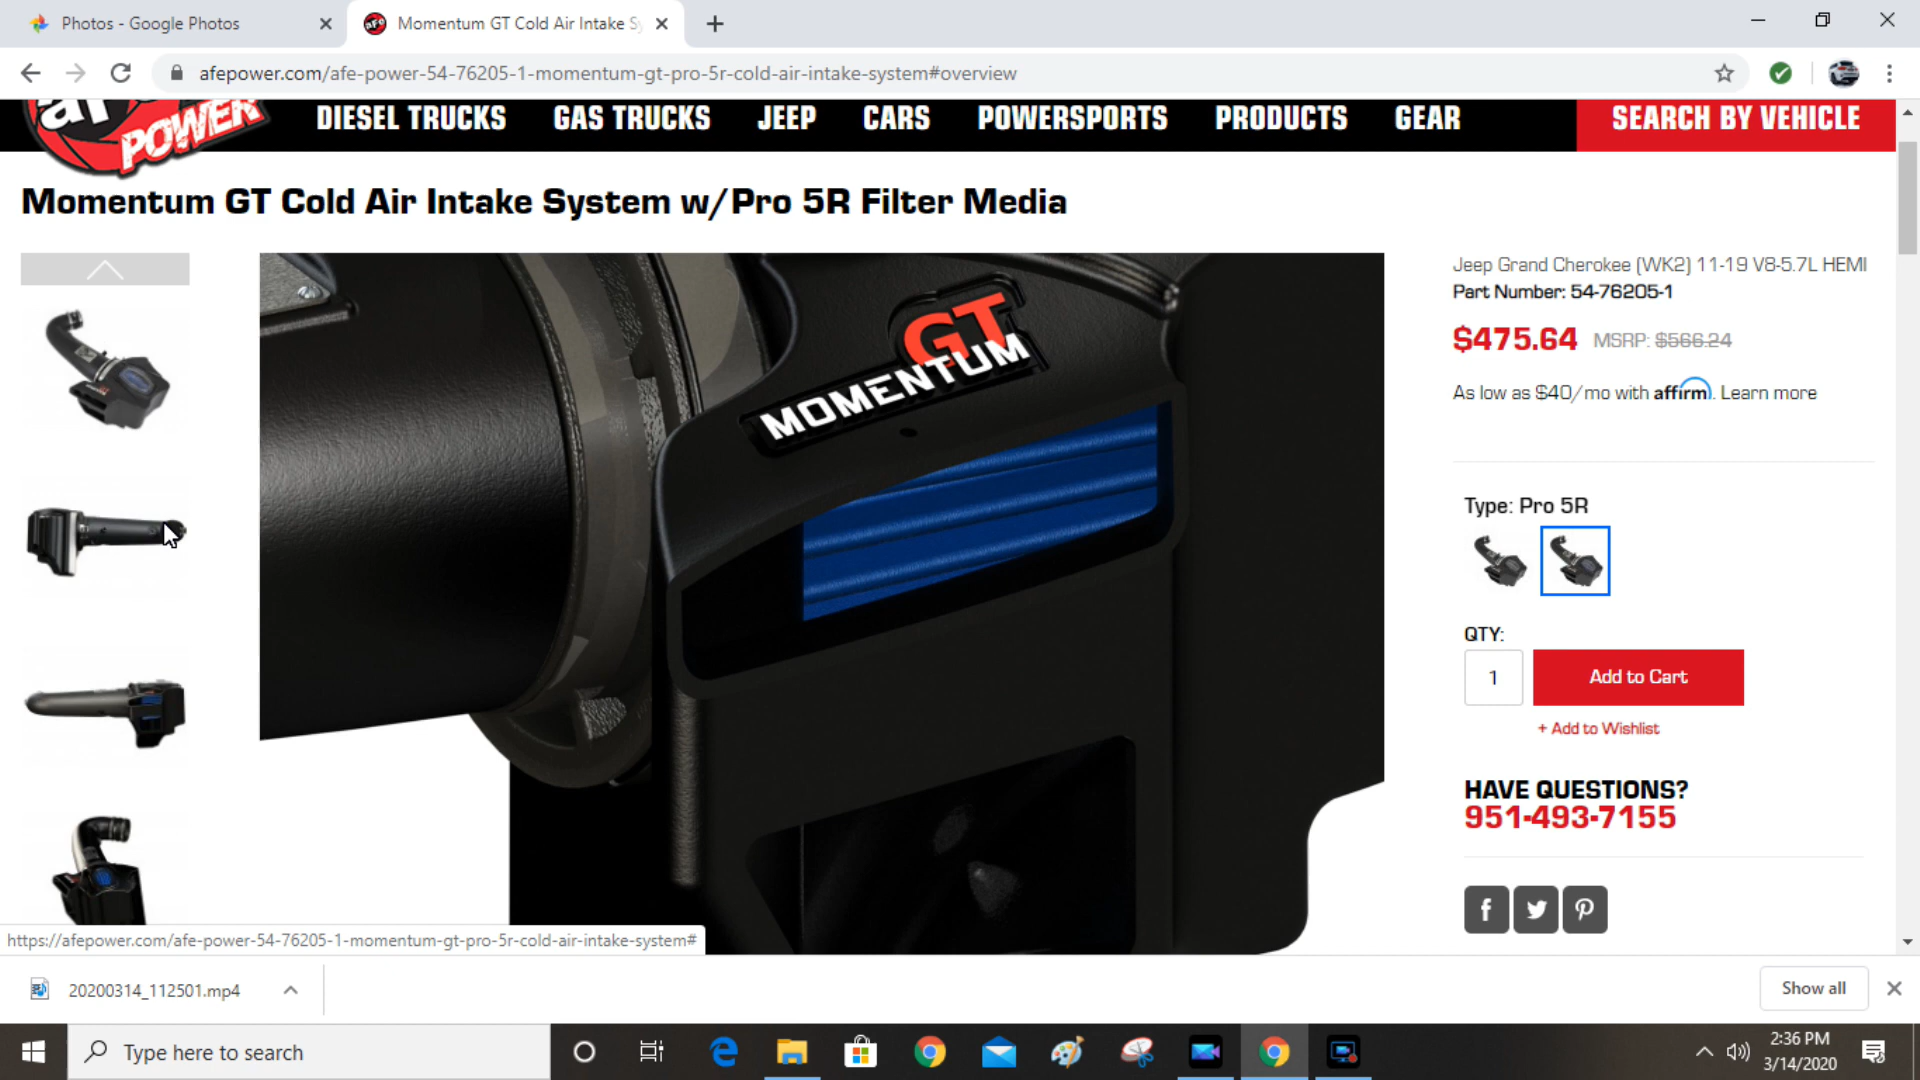 Photos - Google Photos
Momentum GT Cold Air Intake S
afepower.com/afe-power-54-76205-1-momentum-gt-pro-5r-cold-air-intake-system#overview
aFe POWER
DIESEL TRUCKS
GAS TRUCKS
JEEP
CARS
POWERSPORTS
PRODUCTS
GEAR
SEARCH BY VEHICLE
Momentum GT Cold Air Intake System w/Pro 5R Filter Media
GT
MOMENTUM
Jeep Grand Cherokee (WK2) 11-19 V8-5.7L HEMI
Part Number: 54-76205-1
$475.64 MSRP: $566.24
As low as $40/mo with affirm. Learn more
Type: Pro 5R
QTY:
1
Add to Cart
+ Add to Wishlist
HAVE QUESTIONS?
951-493-7155
https://afepower.com/afe-power-54-76205-1-momentum-gt-pro-5r-cold-air-intake-system#
20200314_112501.mp4
Show all
Type here to search
2:36 PM
3/14/2020